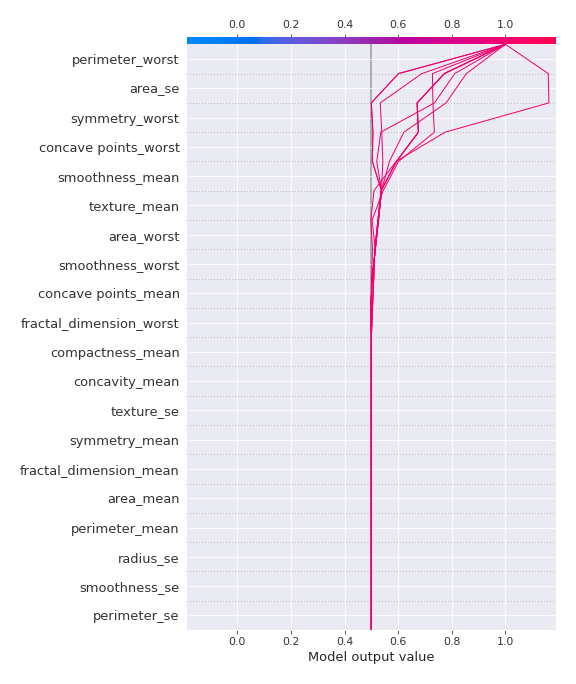 0.0 0.2 0.4 0.6 0.8 1.0
perimeter_worst
area_se
symmetry_worst
concave points_worst
smoothness_mean
texture_mean
area_worst
smoothness_worst
concave points_mean
fractal_dimension_worst
compactness_mean
concavity_mean
texture_se
symmetry_mean
fractal_dimension_mean
area_mean
perimeter_mean
radius_se
smoothness_se
perimeter_se
0.0 0.2 0.4 0.6 0.8 1.0
Model output value